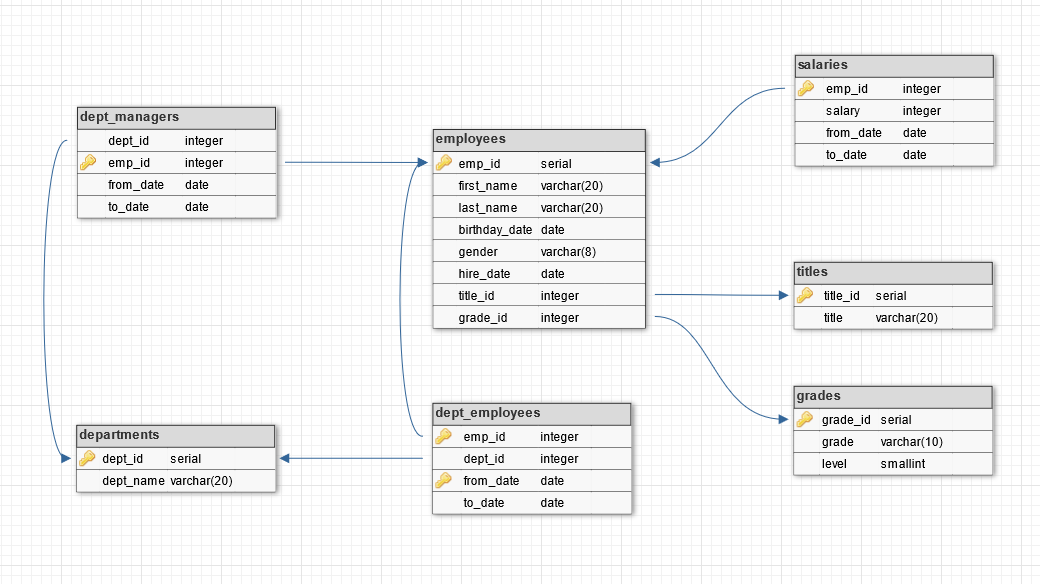 dept_managers
dept_id integer
emp_id integer
from_date date
to_date date
employees
emp_id serial
first_name varchar(20)
last_name varchar(20)
birthday_date date
gender varchar(8)
hire_date date
title_id integer
grade_id integer
salaries
emp_id integer
salary integer
from_date date
to_date date
titles
title_id serial
title varchar(20)
grades
grade_id serial
grade varchar(10)
level smallint
departments
dept_id serial
dept_name varchar(20)
dept_employees
emp_id integer
dept_id integer
from_date date
to_date date